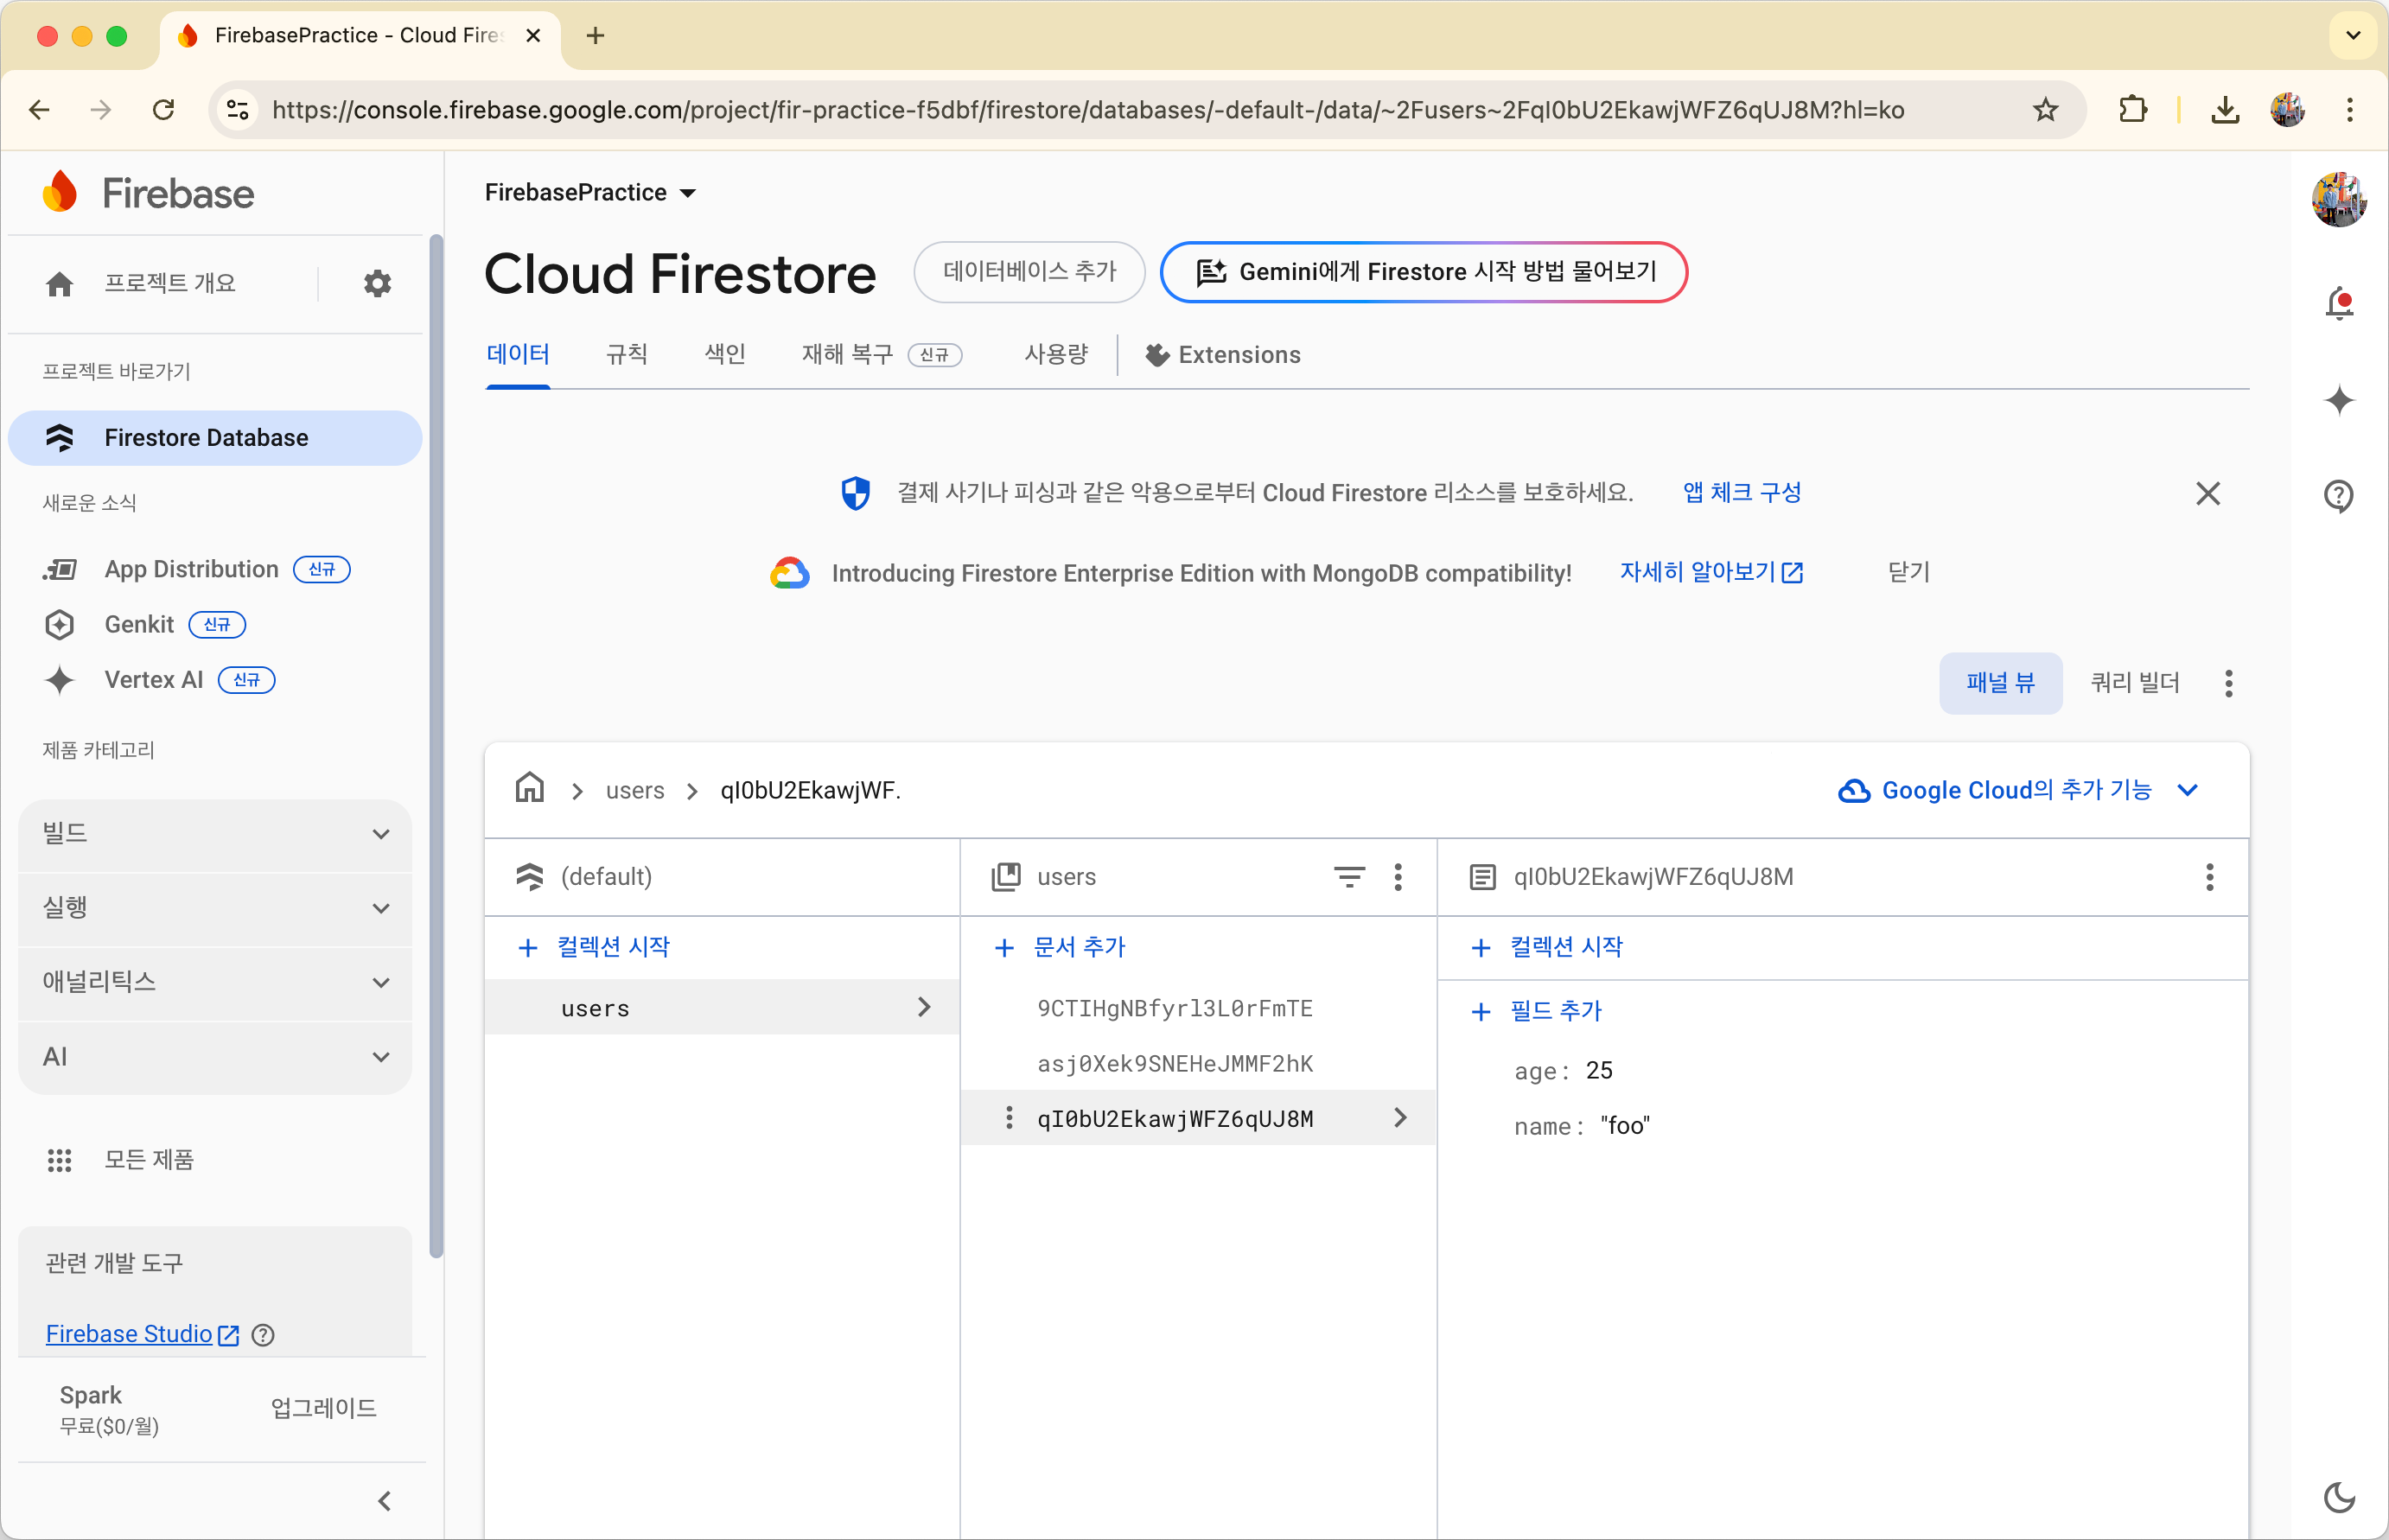 FirebasePractice - Cloud Fires
https://console.firebase.google.com/project/fir-practice-f5dbf/firestore/databases/-default-/data/~2Fusers~2FqI0bU2EkawjWFZ6qUJ8M?hl=ko
Firebase
프로젝트 개요
프로젝트 바로가기
Firestore Database
새로운 소식
App Distribution 신규
Genkit 신규
Vertex AI 신규
제품 카테고리
빌드
실행
애널리틱스
AI
모든 제품
관련 개발 도구
Firebase Studio
Spark
무료($0/월)
업그레이드
FirebasePractice
Cloud Firestore
데이터베이스 추가
Gemini에게 Firestore 시작 방법 물어보기
데이터 규칙 색인 재해 복구 신규 사용량 Extensions
결제 사기나 피싱과 같은 악용으로부터 Cloud Firestore 리소스를 보호하세요. 앱 체크 구성
Introducing Firestore Enterprise Edition with MongoDB compatibility! 자세히 알아보기 닫기
패널 뷰 쿼리 빌더
users qI0bU2EkawjWF.
Google Cloud의 추가 기능
(default)
+ 컬렉션 시작
users
users
+ 문서 추가
9CTIHgNBfyrl3L0rFmTE
asj0Xek9SNEHeJMMF2hK
qI0bU2EkawjWFZ6qUJ8M
qI0bU2EkawjWFZ6qUJ8M
+ 컬렉션 시작
+ 필드 추가
age: 25
name: "foo"